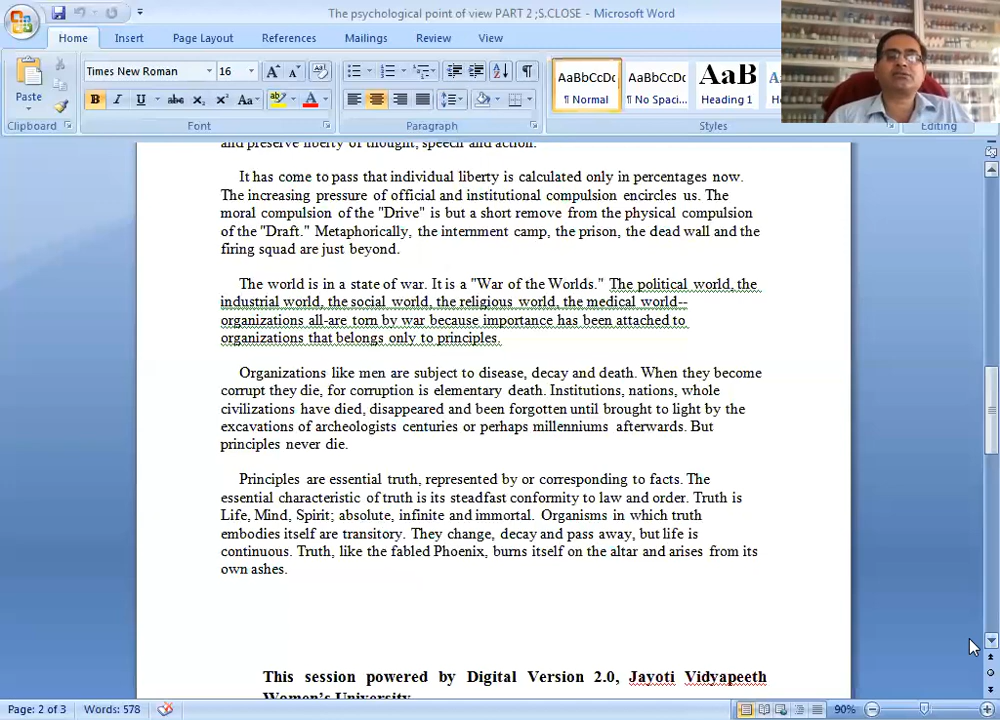 The psychological point of view PART 2 ;S.CLOSE - Microsoft Word
Home Insert Page Layout References Mailings Review View
Paste
Times New Roman 16
AaBbCcDc AaBbCcDc AaBb
¶ Normal ¶ No Spaci... Heading 1
Clipboard Font Paragraph Styles Editing
and preserve liberty of thought, speech and action.
It has come to pass that individual liberty is calculated only in percentages now.
The increasing pressure of official and institutional compulsion encircles us. The
moral compulsion of the "Drive" is but a short remove from the physical compulsion
of the "Draft." Metaphorically, the internment camp, the prison, the dead wall and the
firing squad are just beyond.
The world is in a state of war. It is a "War of the Worlds." The political world, the
industrial world, the social world, the religious world, the medical world--
organizations all-are torn by war because importance has been attached to
organizations that belongs only to principles.
Organizations like men are subject to disease, decay and death. When they become
corrupt they die, for corruption is elementary death. Institutions, nations, whole
civilizations have died, disappeared and been forgotten until brought to light by the
excavations of archeologists centuries or perhaps millenniums afterwards. But
principles never die.
Principles are essential truth, represented by or corresponding to facts. The
essential characteristic of truth is its steadfast conformity to law and order. Truth is
Life, Mind, Spirit; absolute, infinite and immortal. Organisms in which truth
embodies itself are transitory. They change, decay and pass away, but life is
continuous. Truth, like the fabled Phoenix, burns itself on the altar and arises from its
own ashes.
This session powered by Digital Version 2.0, Jayoti Vidyapeeth
Women's University
Page: 2 of 3 Words: 578 90%